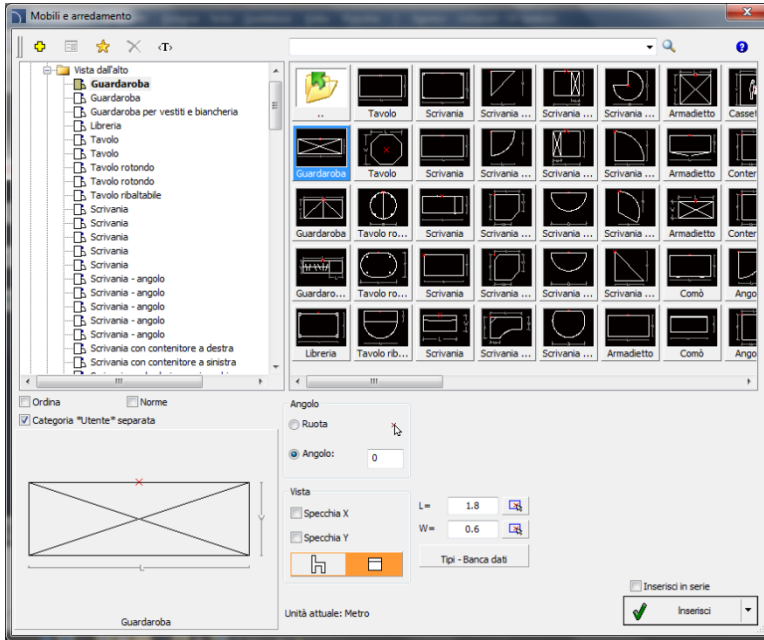 Mobili e arredamento
<T>
Vista dall'alto
Guardaroba
Guardaroba
Guardaroba per vestiti e biancheria
Libreria
Tavolo
Tavolo
Tavolo rotondo
Tavolo rotondo
Tavolo ribaltabile
Scrivania
Scrivania
Scrivania
Scrivania
Scrivania
Scrivania - angolo
Scrivania - angolo
Scrivania - angolo
Scrivania - angolo
Scrivania - angolo
Scrivania con contenitore a destra
Scrivania con contenitore a sinistra
.. Tavolo Scrivania Scrivania ... Scrivania ... Scrivania ... Armadietto Casset
Guardaroba Tavolo Scrivania Scrivania ... Scrivania ... Scrivania ... Armadietto Conter
Guardaroba Tavolo ro... Scrivania Scrivania ... Scrivania ... Scrivania ... Armadietto Conter
Guardaro... Tavolo ro... Scrivania Scrivania ... Scrivania ... Scrivania ... Comò Ango
Libreria Tavolo rib... Scrivania Scrivania ... Scrivania ... Armadietto Comò Ango
Ordina Norme
Categoria "Utente" separata
L
Guardaroba
Angolo
Ruota
Angolo: 0
Vista
Specchia X
Specchia Y
L= 1.8
W= 0.6
Tipi - Banca dati
Unità attuale: Metro
Inserisci in serie
Inserisci